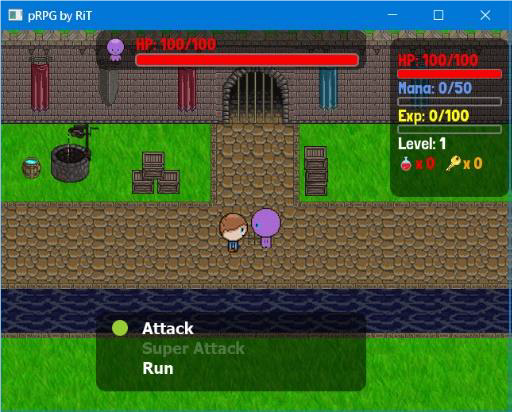 pRPG by RiT
HP: 100/100
HP: 100/100
Mana: 0/50
Exp: 0/100
Level: 1
x 0 x 0
Attack
Super Attack
Run